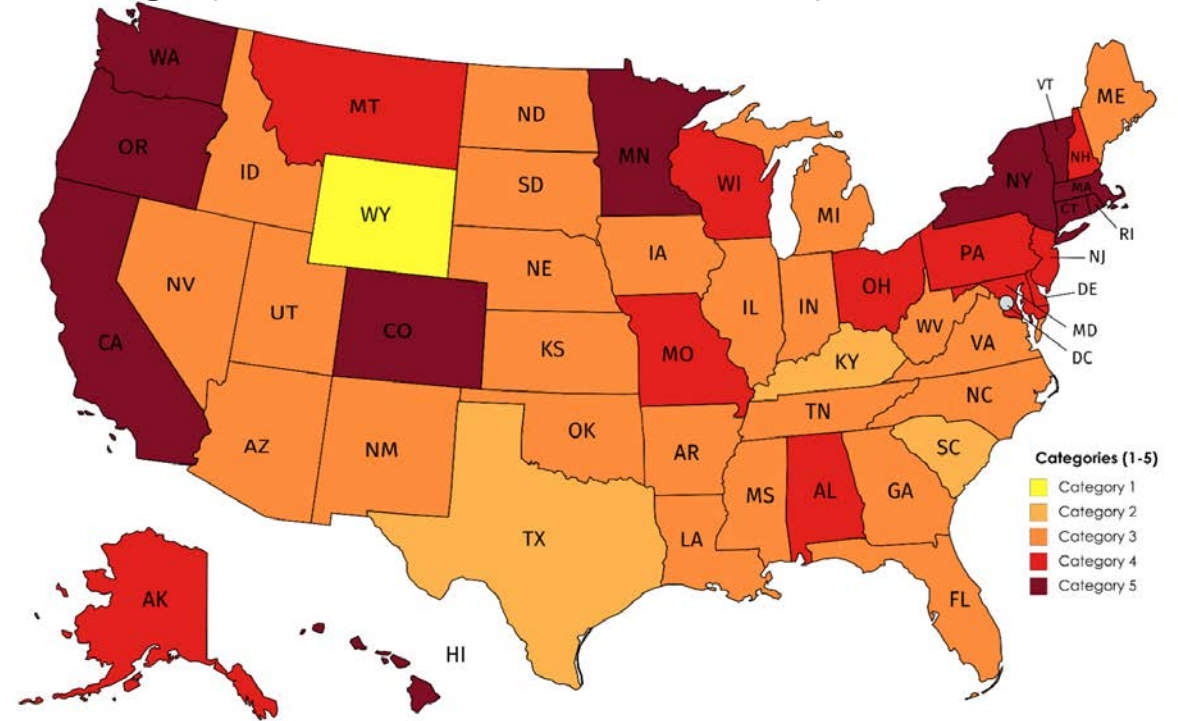 WA
MT
ND
MN
VT
ME
OR
ID
SD
WI
NH
NY
MA
WY
MI
CT
RI
NV
UT
NE
IA
PA
NJ
CA
CO
IL
IN
OH
DE
WV
MD
KS
MO
KY
VA
DC
AZ
NM
OK
TN
NC
AR
SC
MS
AL
GA
TX
LA
FL
AK
HI
Categories (1-5)
Category 1
Category 2
Category 3
Category 4
Category 5